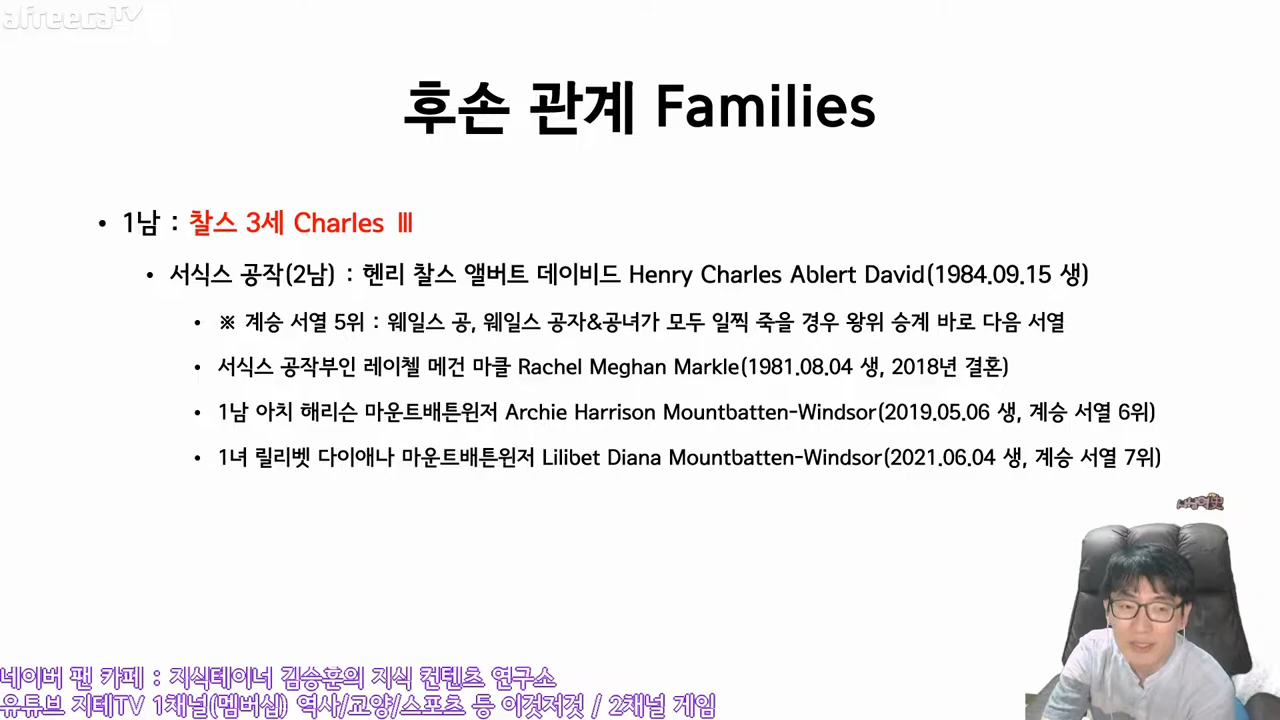 afreecaTV
후손 관계 Families
• 1남 : 찰스 3세 Charles Ⅲ
• 서식스 공작(2남) : 헨리 찰스 앨버트 데이비드 Henry Charles Ablert David(1984.09.15 생)
• ※ 계승 서열 5위 : 웨일스 공, 웨일스 공자&공녀가 모두 일찍 죽을 경우 왕위 승계 바로 다음 서열
• 서식스 공작부인 레이첼 메건 마클 Rachel Meghan Markle(1981.08.04 생, 2018년 결혼)
• 1남 아치 해리슨 마운트배튼윈저 Archie Harrison Mountbatten-Windsor(2019.05.06 생, 계승 서열 6위)
• 1녀 릴리벳 다이애나 마운트배튼윈저 Lilibet Diana Mountbatten-Windsor(2021.06.04 생, 계승 서열 7위)
네이버 팬 카페 : 지식테이너 김승훈의 지식 컨텐츠 연구소
유튜브 지테TV 1채널(멤버십) 역사/교양/스포츠 등 이것저것 / 2채널 게임